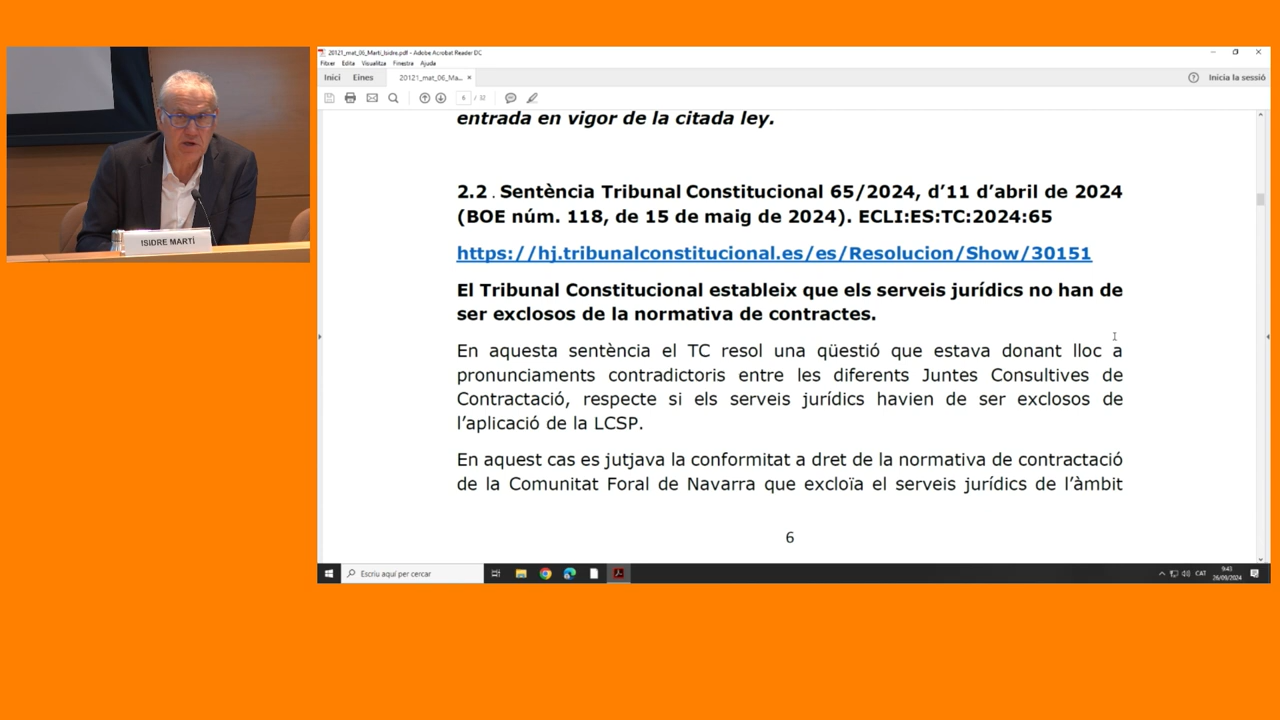 ISIDRE MARTÍ
20121_mat_06_Martí_Isidre.pdf - Adobe Acrobat Reader DC
Fitxer Edita Visualitza Finestra Ajuda
Inici Eines 20121_mat_06_Ma... × Inicia la sessió
6 / 32
entrada en vigor de la citada ley.
2.2 . Sentència Tribunal Constitucional 65/2024, d’11 d’abril de 2024
(BOE núm. 118, de 15 de maig de 2024). ECLI:ES:TC:2024:65
https://hj.tribunalconstitucional.es/es/Resolucion/Show/30151
El Tribunal Constitucional estableix que els serveis jurídics no han de
ser exclosos de la normativa de contractes.
En aquesta sentència el TC resol una qüestió que estava donant lloc a
pronunciaments contradictoris entre les diferents Juntes Consultives de
Contractació, respecte si els serveis jurídics havien de ser exclosos de
l’aplicació de la LCSP.
En aquest cas es jutjava la conformitat a dret de la normativa de contractació
de la Comunitat Foral de Navarra que excloïa el serveis jurídics de l’àmbit
6
Escriu aquí per cercar
CAT
9:43
26/09/2024